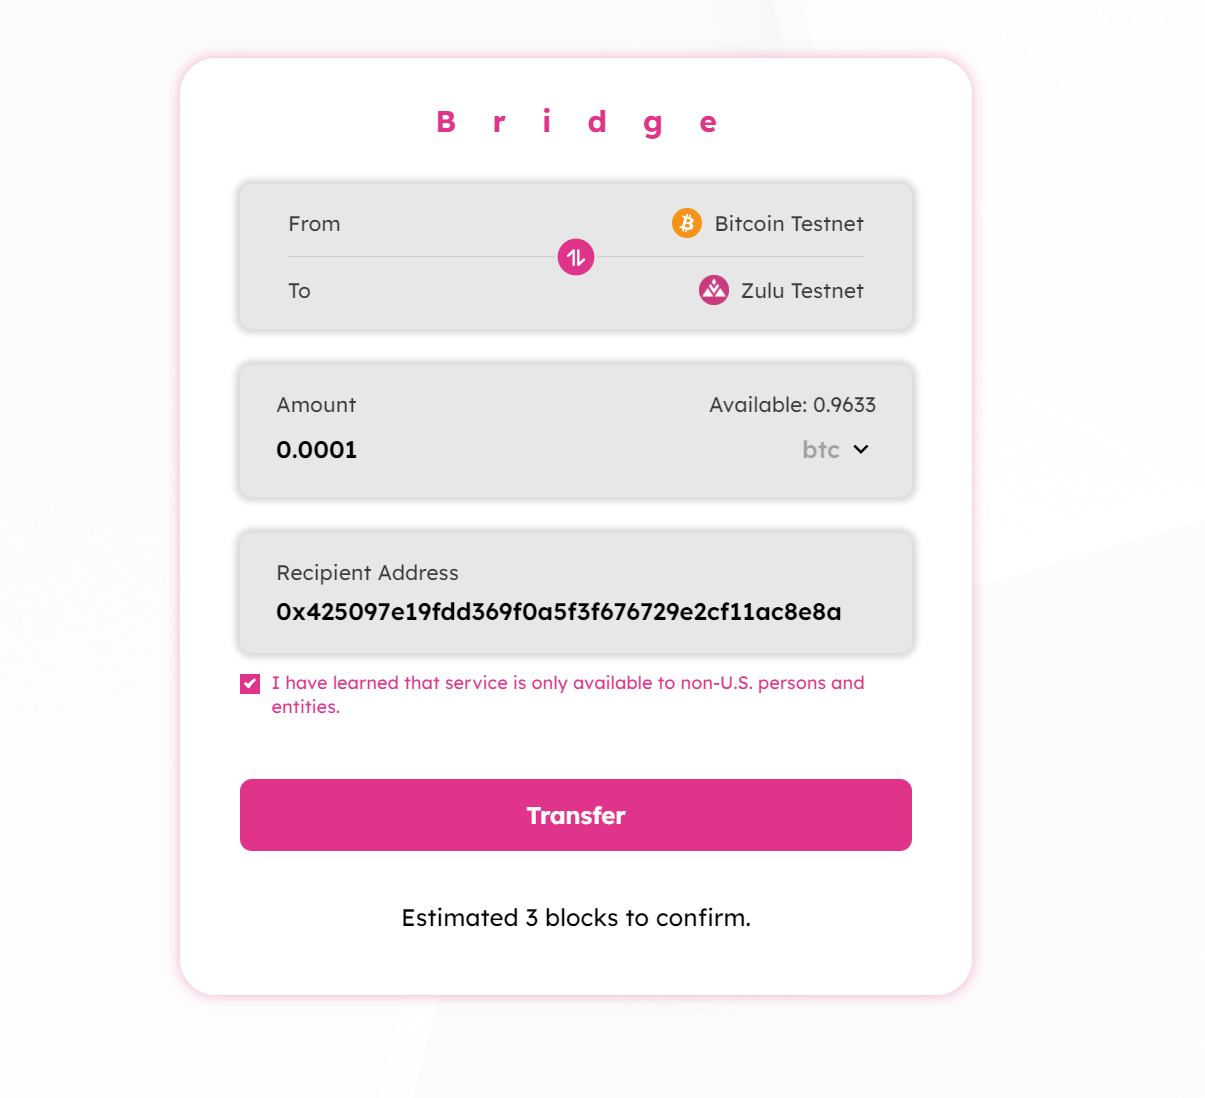 Bridge
From Bitcoin Testnet
To Zulu Testnet
Amount Available: 0.9633
0.0001 btc
Recipient Address
0x425097e19fdd369f0a5f3f676729e2cf11ac8e8a
I have learned that service is only available to non-U.S. persons and
entities.
Transfer
Estimated 3 blocks to confirm.